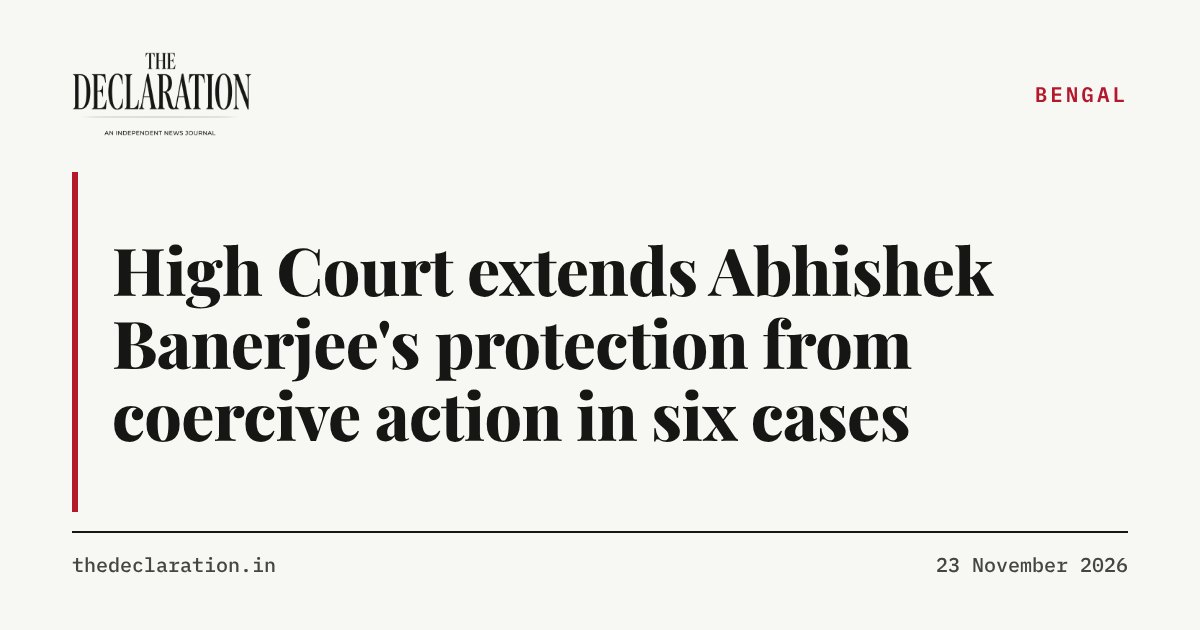 THE
DECLARATION
AN INDEPENDENT NEWS JOURNAL
BENGAL
High Court extends Abhishek
Banerjee's protection from
coercive action in six cases
thedeclaration.in
23 November 2026